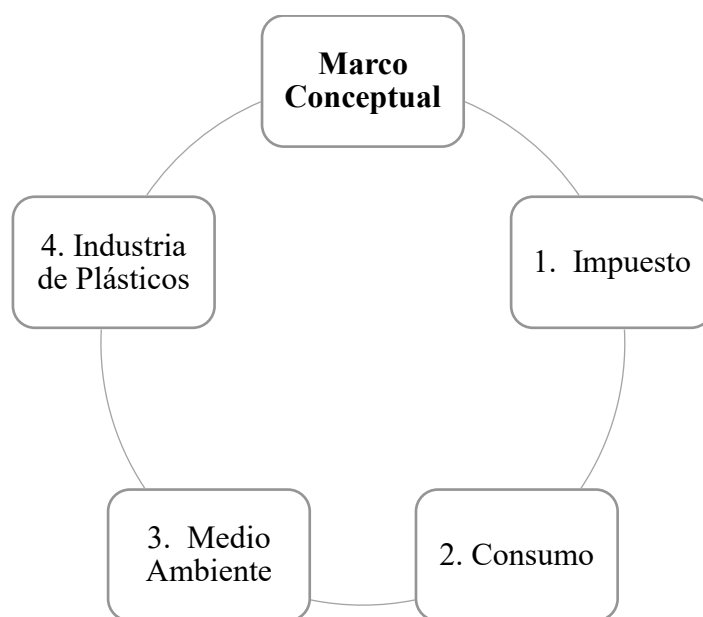 Marco
Conceptual
1. Impuesto
2. Consumo
3. Medio
Ambiente
4. Industria
de Plásticos